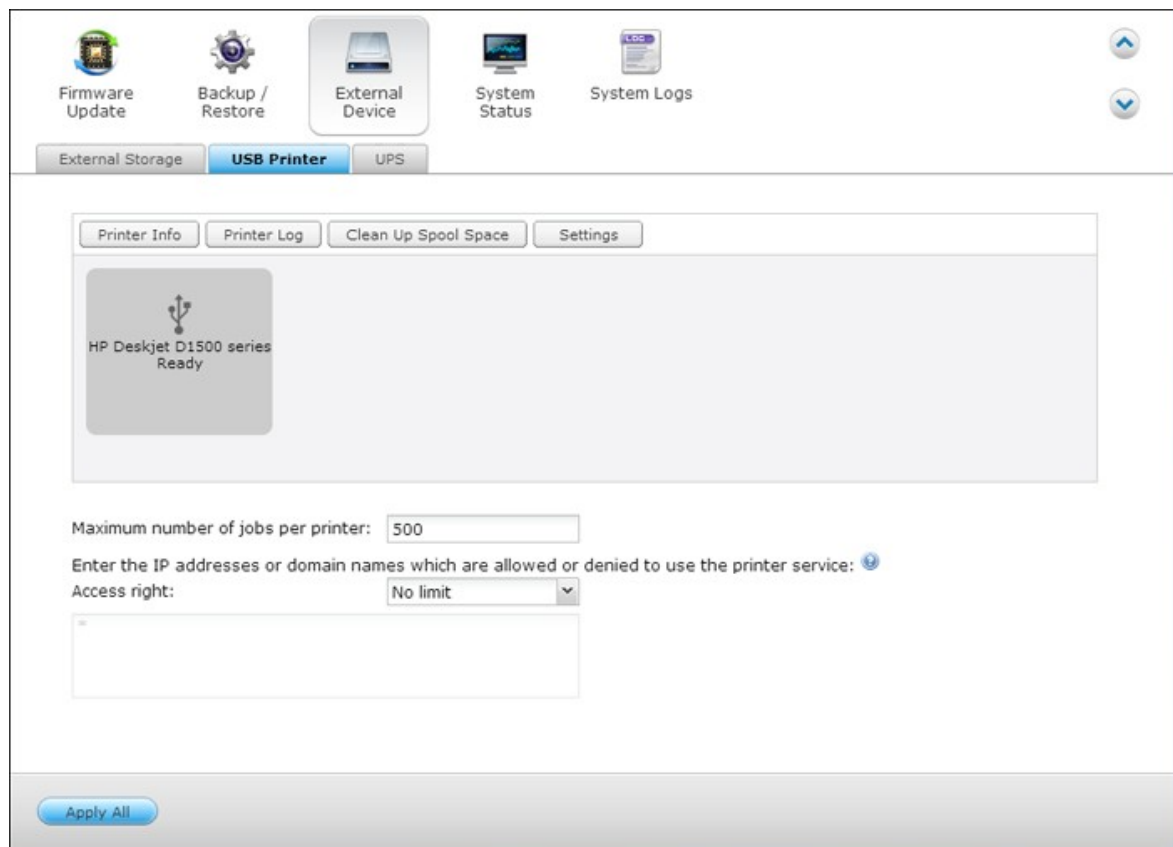 LOG
Firmware
Update
Backup /
Restore
External
Device
System
Status
System Logs
External Storage
USB Printer
UPS
Printer Info
Printer Log
Clean Up Spool Space
Settings
HP Deskjet D1500 series
Ready
Maximum number of jobs per printer: 500
Enter the IP addresses or domain names which are allowed or denied to use the printer service:
Access right: No limit
Apply All